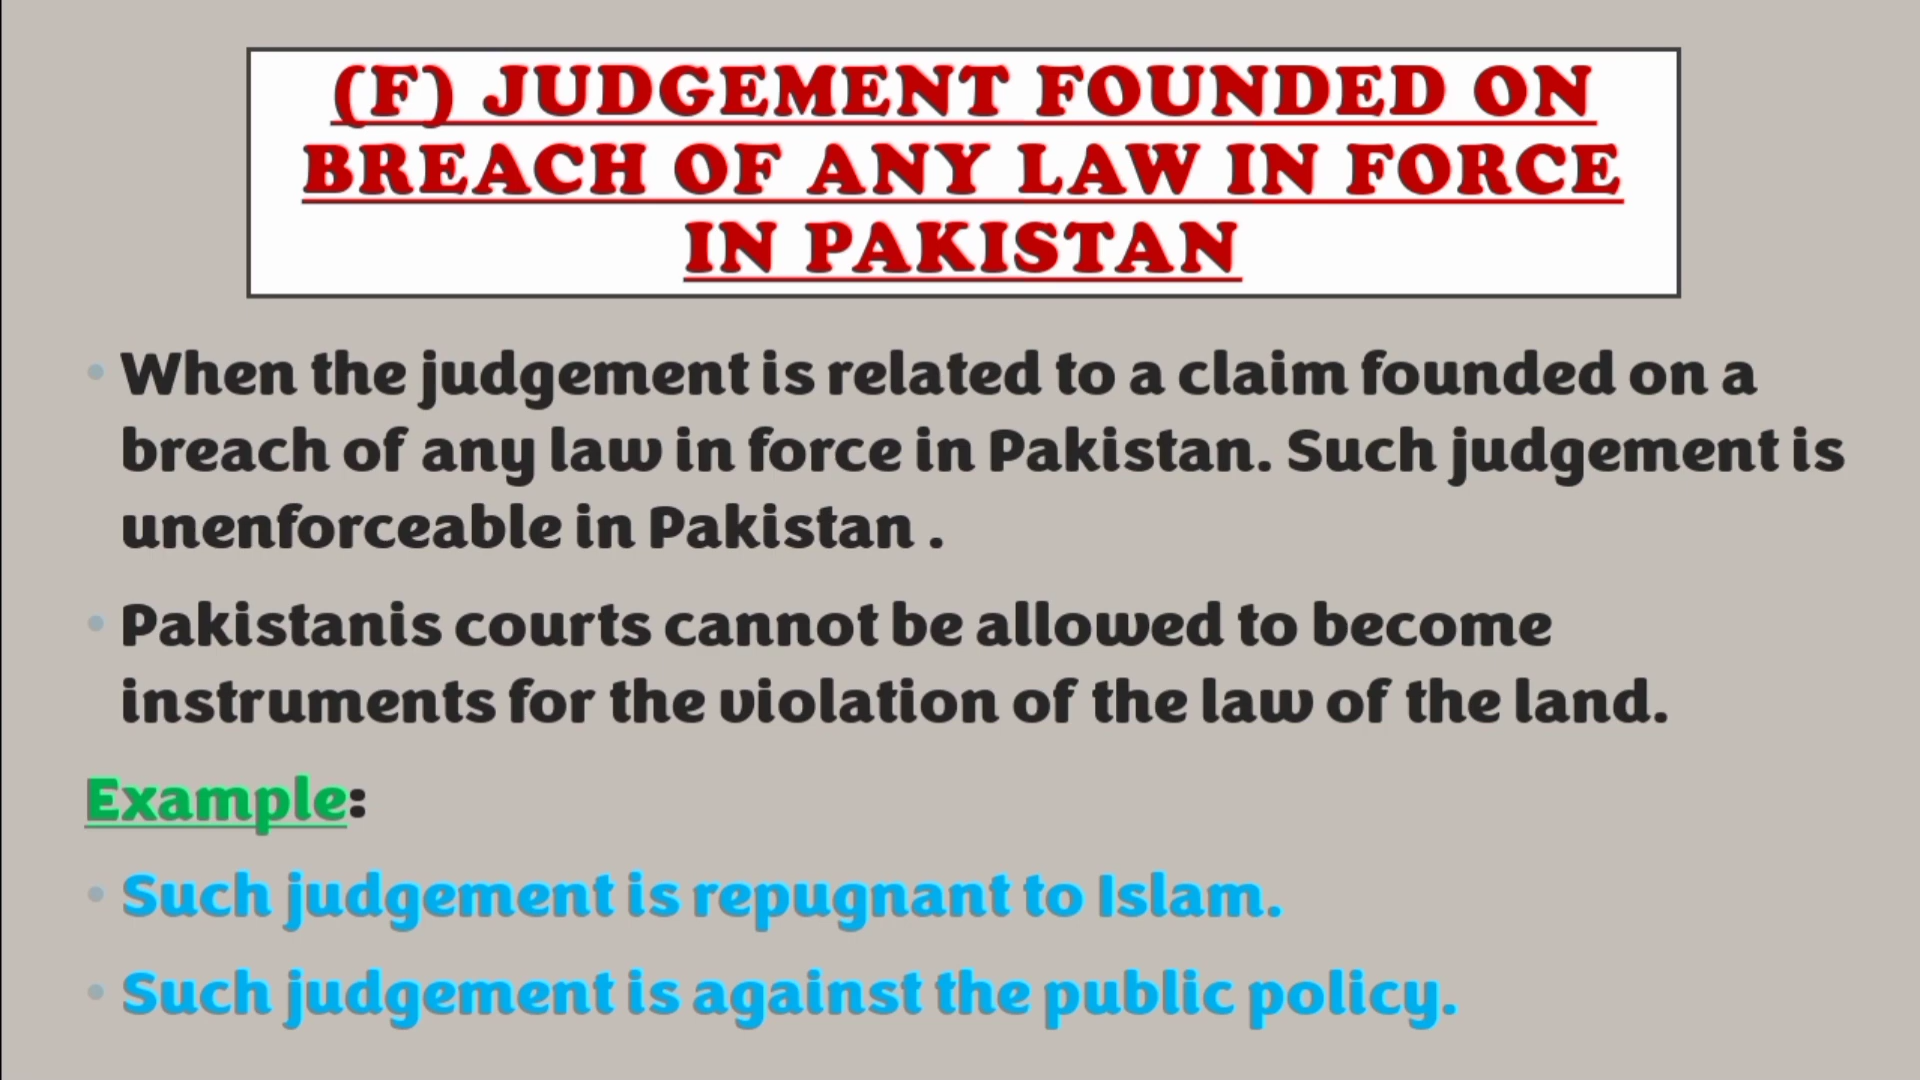 (F) JUDGEMENT FOUNDED ON
BREACH OF ANY LAW IN FORCE
IN PAKISTAN
• When the judgement is related to a claim founded on a
breach of any law in force in Pakistan. Such judgement is
unenforceable in Pakistan .
• Pakistanis courts cannot be allowed to become
instruments for the violation of the law of the land.
Example:
• Such judgement is repugnant to Islam.
• Such judgement is against the public policy.